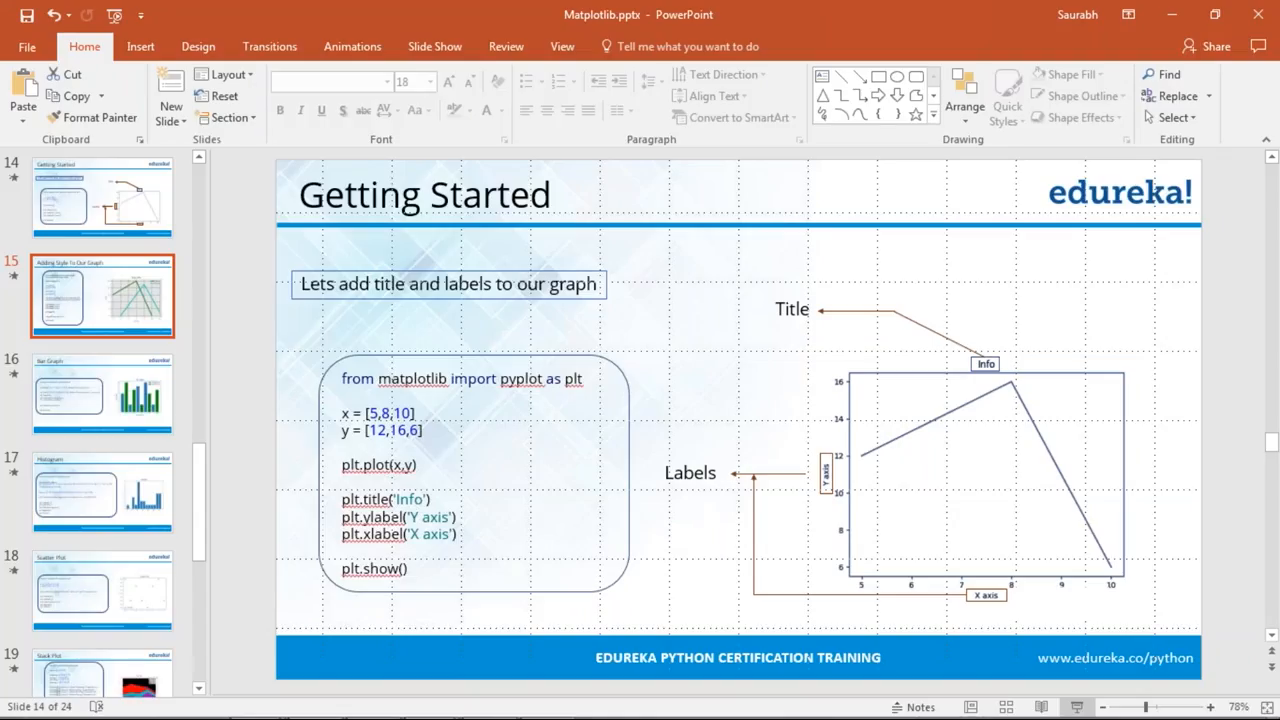 Matplotlib.pptx - PowerPoint
Saurabh
File Home Insert Design Transitions Animations Slide Show Review View Tell me what you want to do Share
Cut
Copy
Format Painter
Paste
Clipboard
New
Slide
Layout
Reset
Section
Slides
18
Font
Text Direction
Align Text
Convert to SmartArt
Paragraph
Arrange
Quick
Styles
Shape Fill
Shape Outline
Shape Effects
Drawing
Find
Replace
Select
Editing
14
Getting Started
edureka!
15
Adding Style To Our Graph
edureka!
16
Bar Graph
edureka!
17
Histogram
edureka!
18
Scatter Plot
edureka!
19
Stack Plot
edureka!
Getting Started
edureka!
Lets add title and labels to our graph
from matplotlib import pyplot as plt
x = [5,8,10]
y = [12,16,6]
plt.plot(x,y)
plt.title('Info')
plt.ylabel('Y axis')
plt.xlabel('X axis')
plt.show()
Title
Info
Labels
Y axis
16
14
12
10
8
6
5 6 7 8 9 10
X axis
EDUREKA PYTHON CERTIFICATION TRAINING
www.edureka.co/python
Slide 14 of 24
Notes
78%